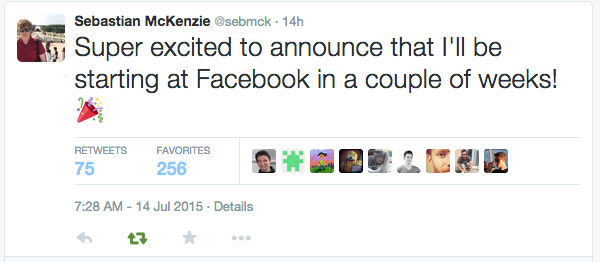 Sebastian McKenzie @sebmck · 14h
Super excited to announce that I'll be
starting at Facebook in a couple of weeks!
🎉
RETWEETS FAVORITES
75 256
7:28 AM - 14 Jul 2015 · Details